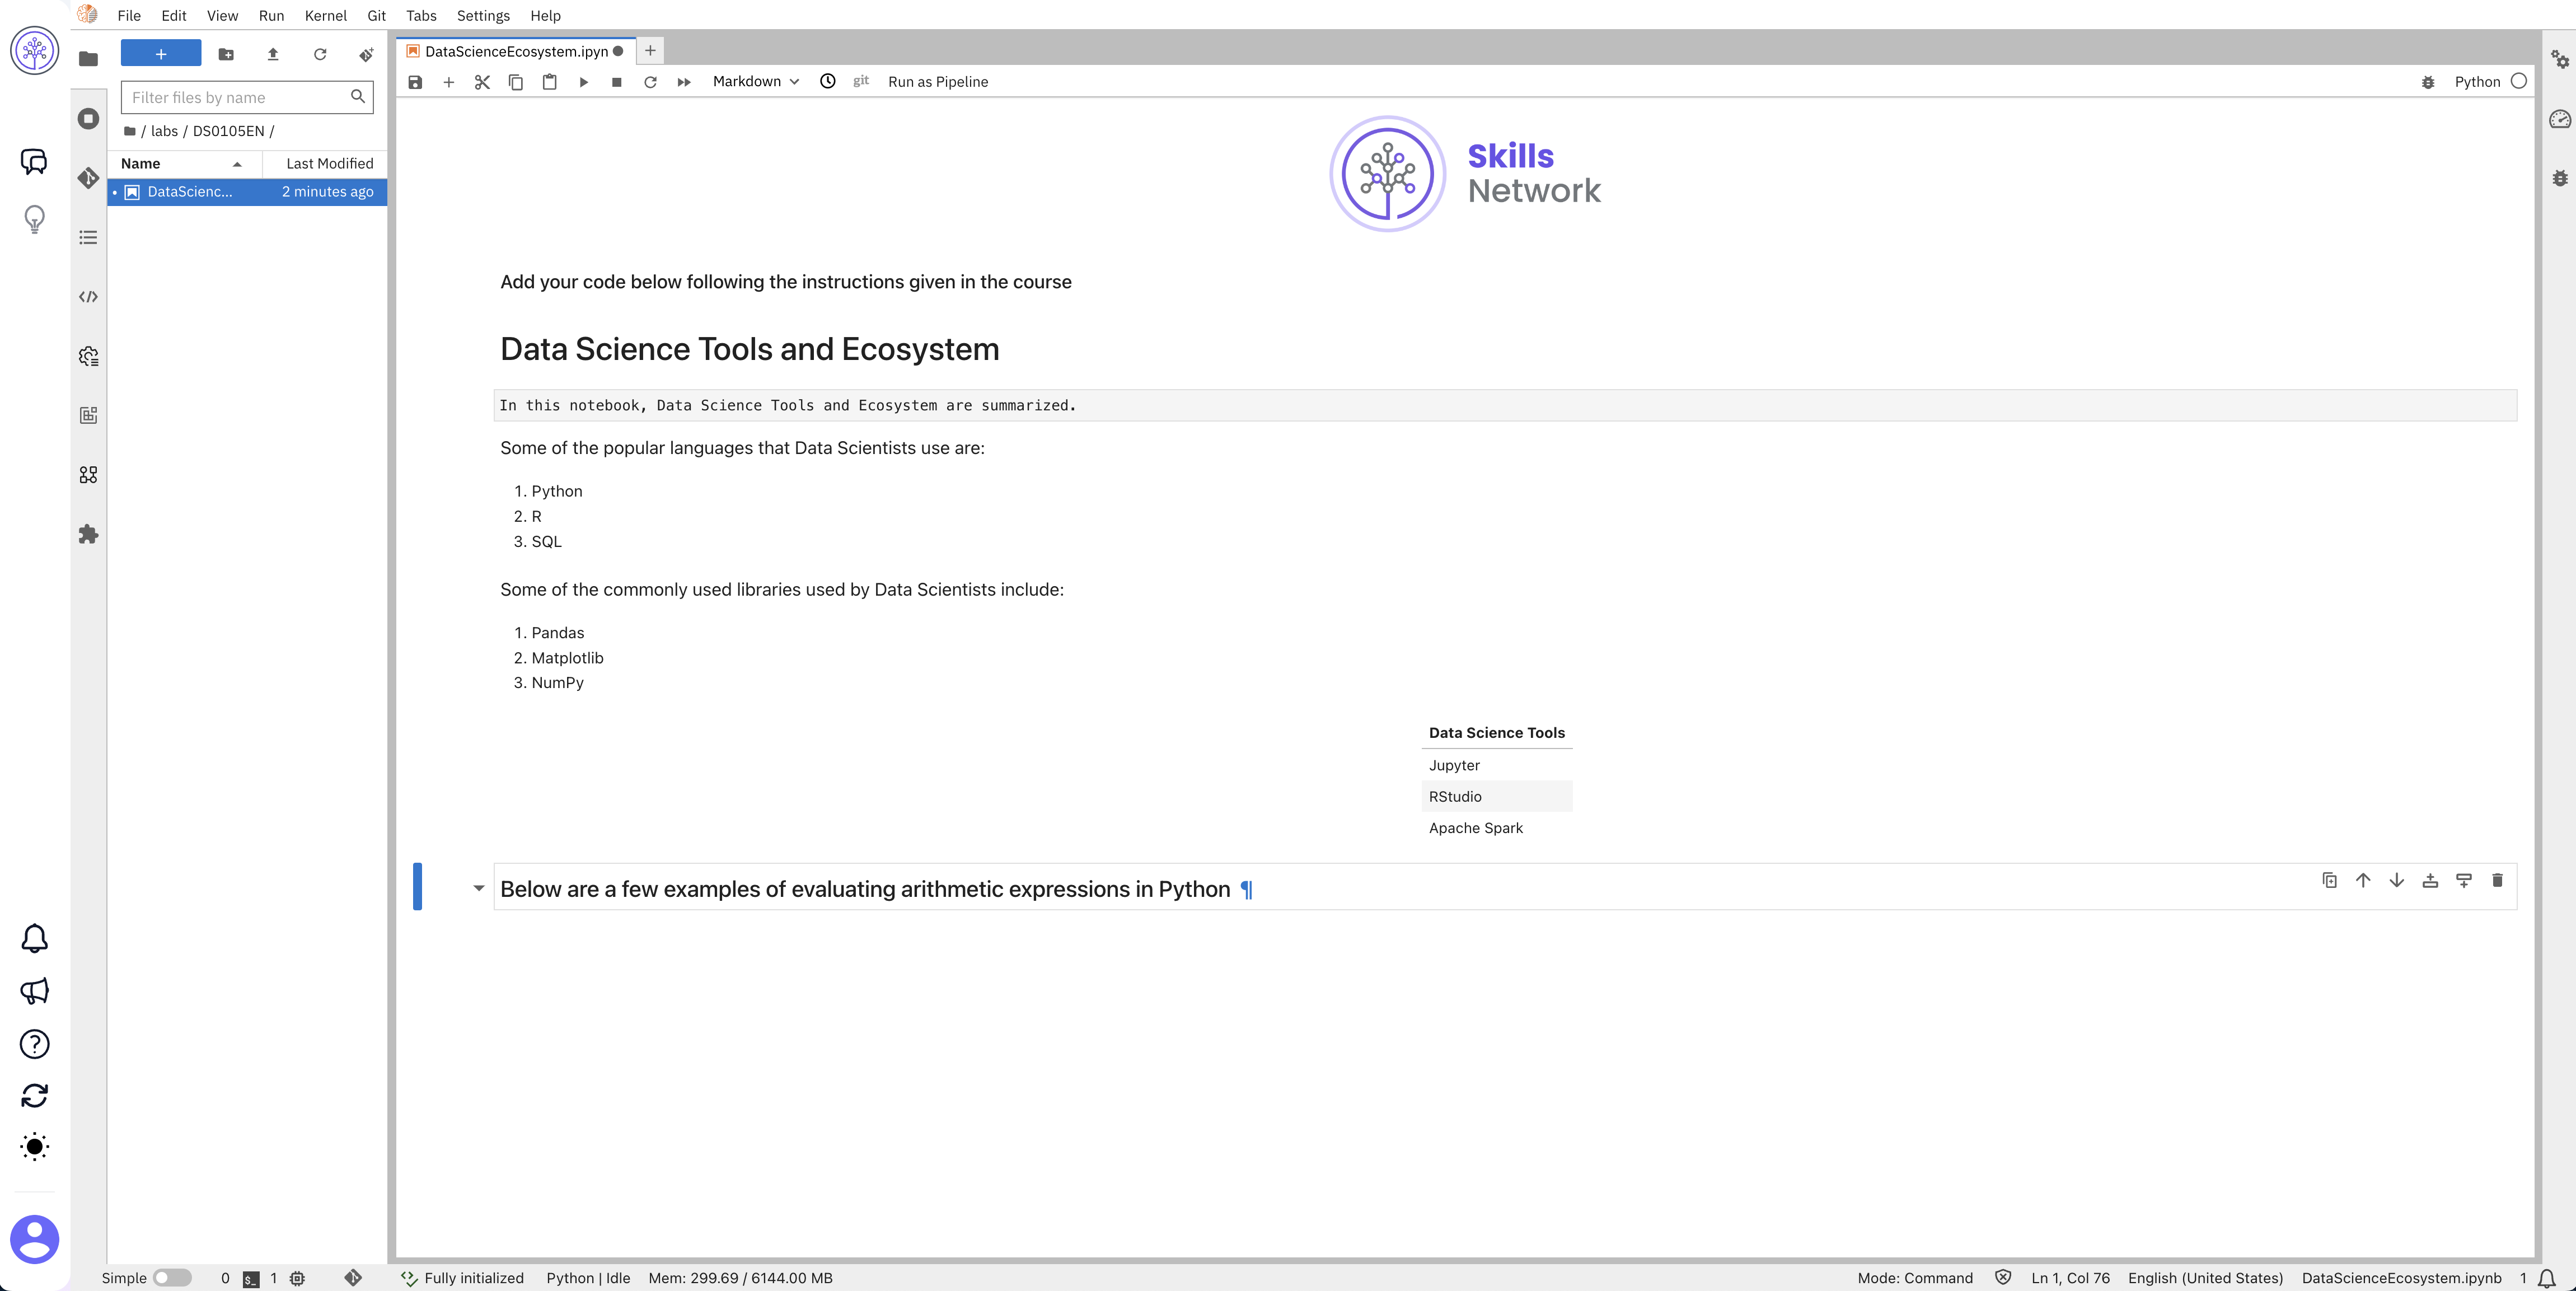 File Edit View Run Kernel Git Tabs Settings Help
DataScienceEcosystem.ipyn
Markdown git Run as Pipeline Python
Filter files by name
/ labs / DS0105EN /
Name Last Modified
DataScienc... 2 minutes ago
Skills
Network
Add your code below following the instructions given in the course
Data Science Tools and Ecosystem
In this notebook, Data Science Tools and Ecosystem are summarized.
Some of the popular languages that Data Scientists use are:
1. Python
2. R
3. SQL
Some of the commonly used libraries used by Data Scientists include:
1. Pandas
2. Matplotlib
3. NumPy
Data Science Tools
Jupyter
RStudio
Apache Spark
Below are a few examples of evaluating arithmetic expressions in Python ¶
Simple 0 $_ 1 Fully initialized Python | Idle Mem: 299.69 / 6144.00 MB Mode: Command Ln 1, Col 76 English (United States) DataScienceEcosystem.ipynb 1